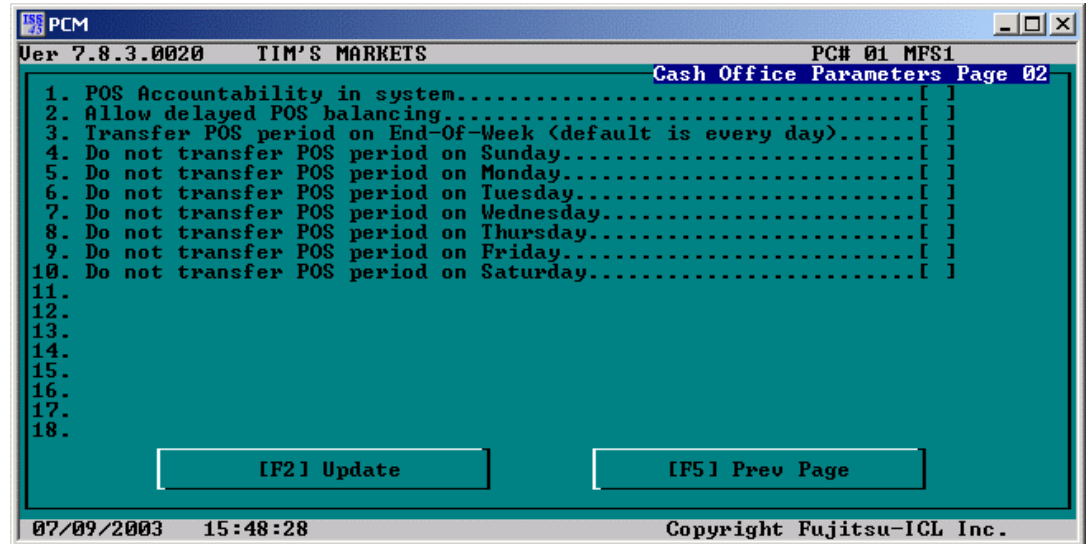 ISS 45 PCM
Ver 7.8.3.0020 TIM'S MARKETS PC# 01 MFS1
Cash Office Parameters Page 02
1. POS Accountability in system...................................[ ]
2. Allow delayed POS balancing....................................[ ]
3. Transfer POS period on End-Of-Week (default is every day)......[ ]
4. Do not transfer POS period on Sunday...........................[ ]
5. Do not transfer POS period on Monday...........................[ ]
6. Do not transfer POS period on Tuesday..........................[ ]
7. Do not transfer POS period on Wednesday........................[ ]
8. Do not transfer POS period on Thursday.........................[ ]
9. Do not transfer POS period on Friday...........................[ ]
10. Do not transfer POS period on Saturday.........................[ ]
11.
12.
13.
14.
15.
16.
17.
18.
[F2] Update [F5] Prev Page
07/09/2003 15:48:28 Copyright Fujitsu-ICL Inc.